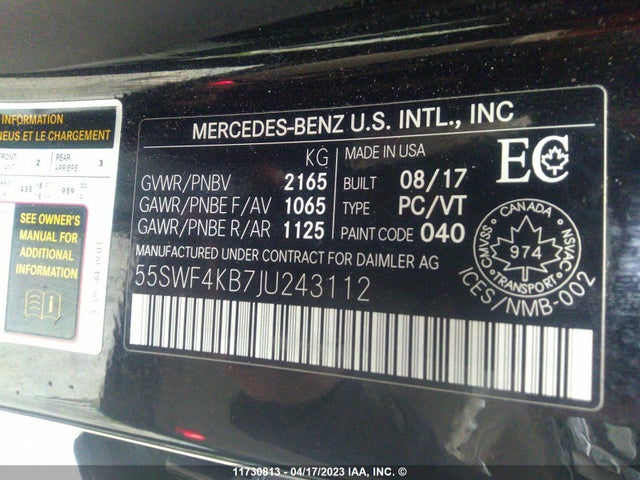 INFORMATION
NEUS ET LE CHARGEMENT
FRONT 2 REAR 3
ARRIÈRE
435 959
SEE OWNER'S
MANUAL FOR
ADDITIONAL
INFORMATION
MERCEDES-BENZ U.S. INTL., INC
KG
GVWR/PNBV 2165
GAWR/PNBE F/AV 1065
GAWR/PNBE R/AR 1125
MADE IN USA
BUILT 08/17
TYPE PC/VT
PAINT CODE 040
EC
CANADA
CMVSS NSVAC
974
TRANSPORT
ICES/NMB-002
MANUFACTURED UNDER CONTRACT FOR DAIMLER AG
55SWF4KB7JU243112
11730813 - 04/17/2023 IAA, INC. ©